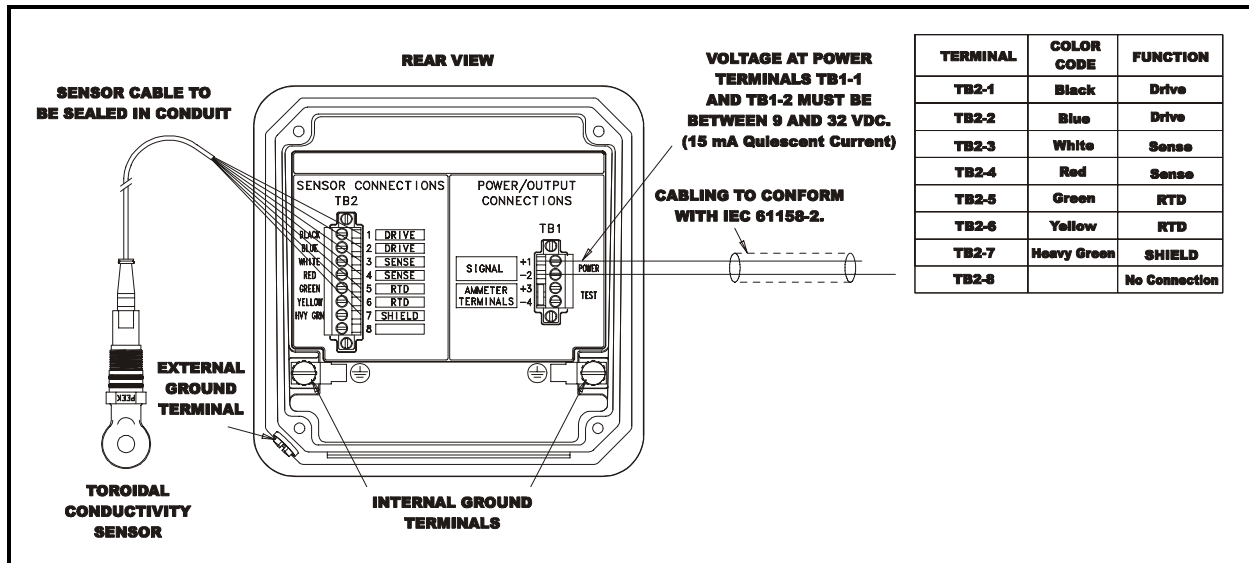 REAR VIEW
SENSOR CABLE TO
BE SEALED IN CONDUIT
VOLTAGE AT POWER
TERMINALS TB1-1
AND TB1-2 MUST BE
BETWEEN 9 AND 32 VDC.
(15 mA Quiescent Current)
CABLING TO CONFORM
WITH IEC 61158-2.
SENSOR CONNECTIONS
TB2
BLACK 1 DRIVE
BLUE 2 DRIVE
WHITE 3 SENSE
RED 4 SENSE
GREEN 5 RTD
YELLOW 6 RTD
HVY GRN 7 SHIELD
8
POWER/OUTPUT
CONNECTIONS
TB1
SIGNAL +1 POWER
-2
AMMETER +3 TEST
TERMINALS -4
PEEK
EXTERNAL
GROUND
TERMINAL
TOROIDAL
CONDUCTIVITY
SENSOR
INTERNAL GROUND
TERMINALS
TERMINAL COLOR CODE FUNCTION
TB2-1 Black Drive
TB2-2 Blue Drive
TB2-3 White Sense
TB2-4 Red Sense
TB2-5 Green RTD
TB2-6 Yellow RTD
TB2-7 Heavy Green SHIELD
TB2-8 No Connection